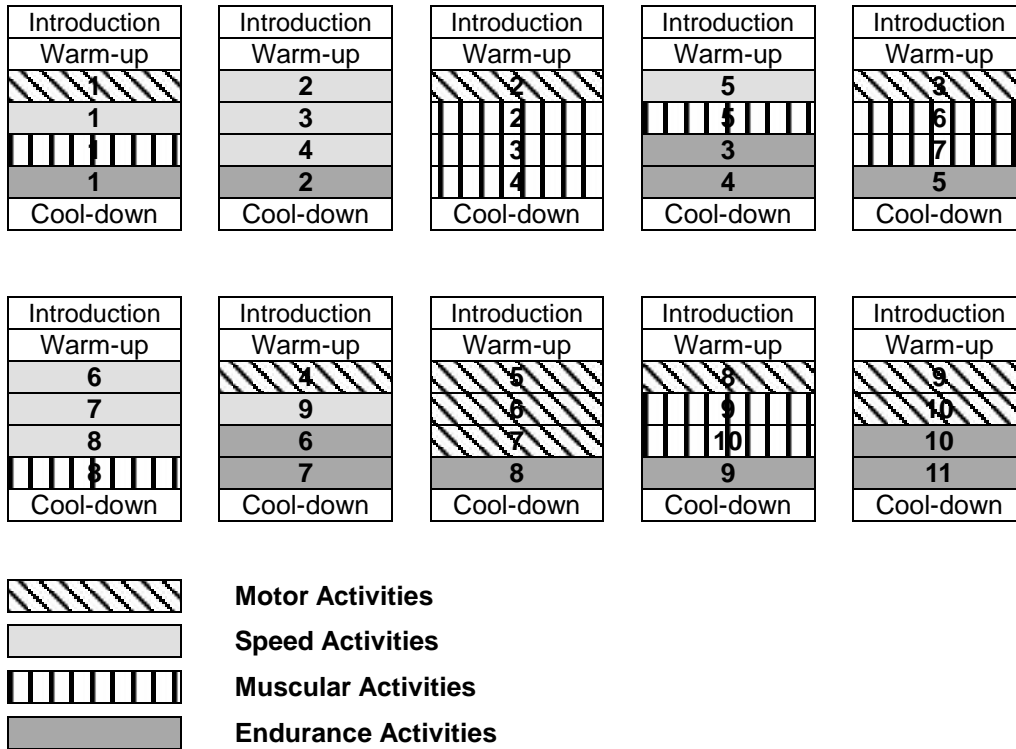 Introduction Introduction Introduction Introduction Introduction
Warm-up Warm-up Warm-up Warm-up Warm-up
1 2 2 5 3
1 3 2 5 6
1 4 3 3 7
1 2 4 4 5
Cool-down Cool-down Cool-down Cool-down Cool-down
Introduction Introduction Introduction Introduction Introduction
Warm-up Warm-up Warm-up Warm-up Warm-up
6 4 5 8 9
7 9 6 9 10
8 6 7 10 10
8 7 8 9 11
Cool-down Cool-down Cool-down Cool-down Cool-down
Motor Activities
Speed Activities
Muscular Activities
Endurance Activities